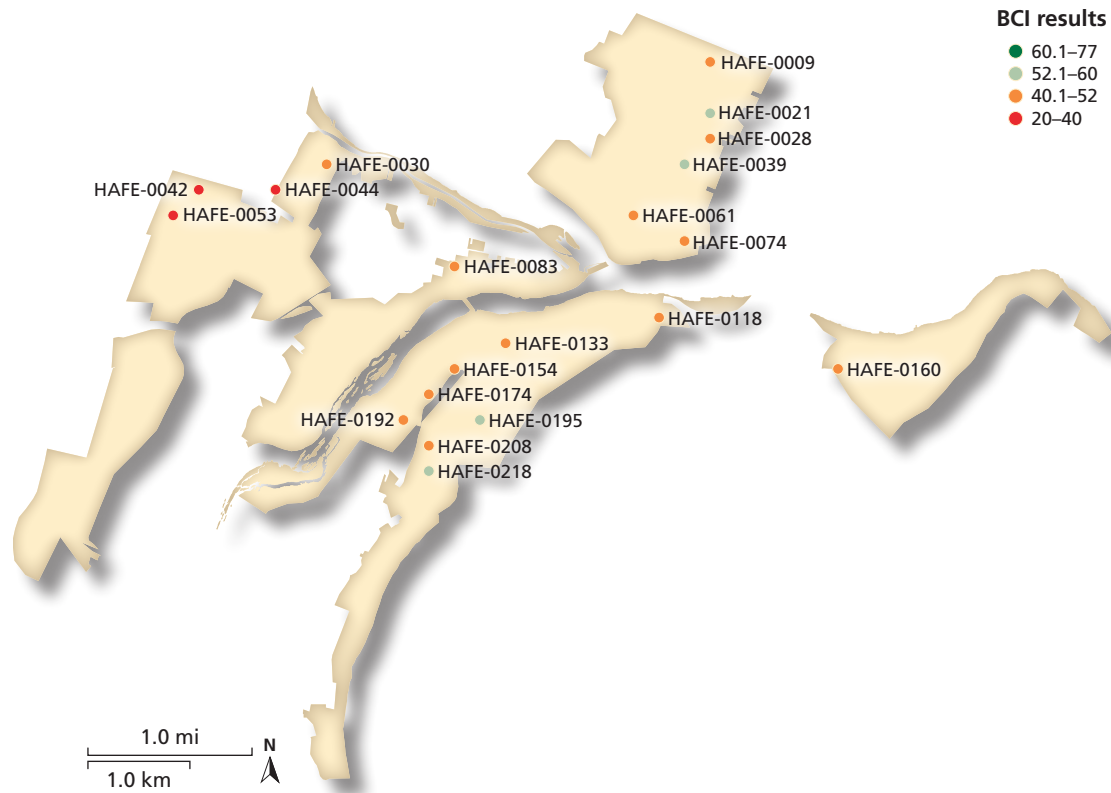 BCI results
60.1–77
52.1–60
40.1–52
20–40
HAFE-0009
HAFE-0021
HAFE-0028
HAFE-0030
HAFE-0039
HAFE-0042
HAFE-0044
HAFE-0053
HAFE-0061
HAFE-0074
HAFE-0083
HAFE-0118
HAFE-0133
HAFE-0154
HAFE-0160
HAFE-0174
HAFE-0192
HAFE-0195
HAFE-0208
HAFE-0218
1.0 mi
N
1.0 km